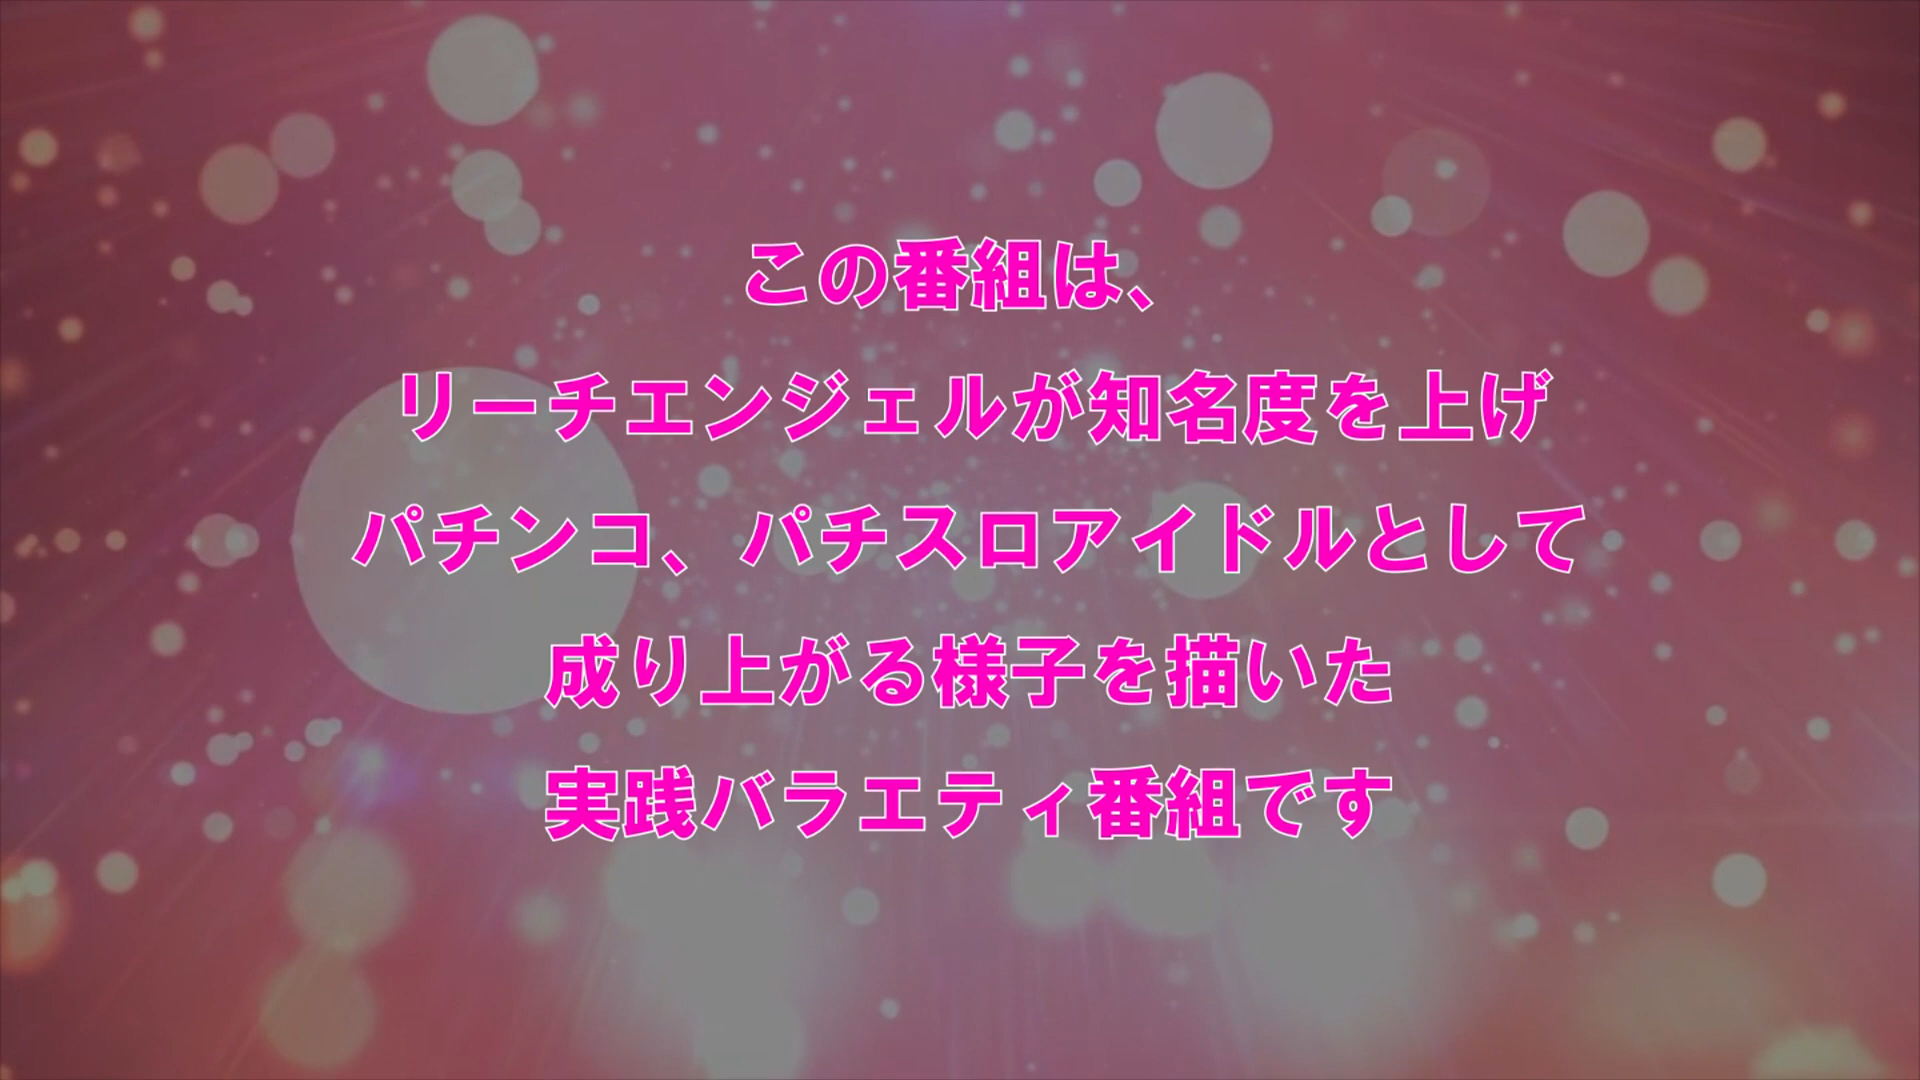 この番組は、
リーチエンジェルが知名度を上げ
パチンコ、パチスロアイドルとして
成り上がる様子を描いた
実践バラエティ番組です